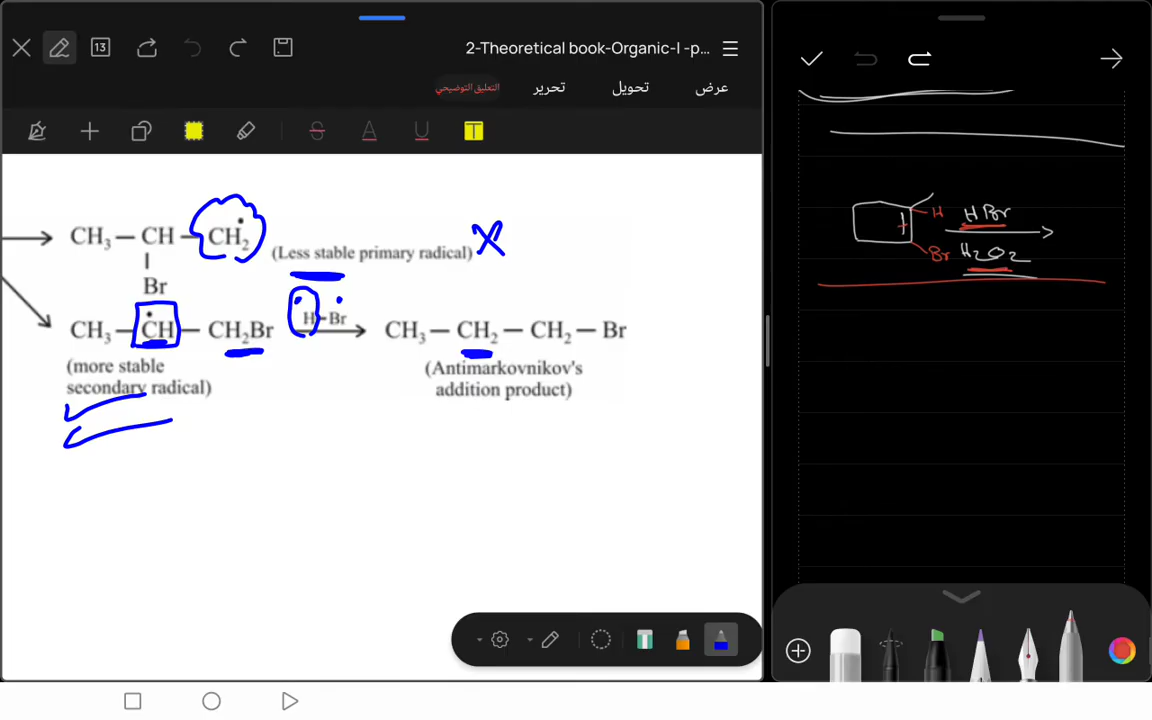 13
2-Theoretical book-Organic-I -p...
عرض تحويل تحرير التعليق التوضيحي
A U T
CH₃ — CH — CH₂
(Less stable primary radical) X
Br
CH₃ — CH — CH₂Br H-Br CH₃ — CH₂ — CH₂ — Br
(more stable
secondary radical)
(Antimarkovnikov's
addition product)
H HBr
Br H₂O₂